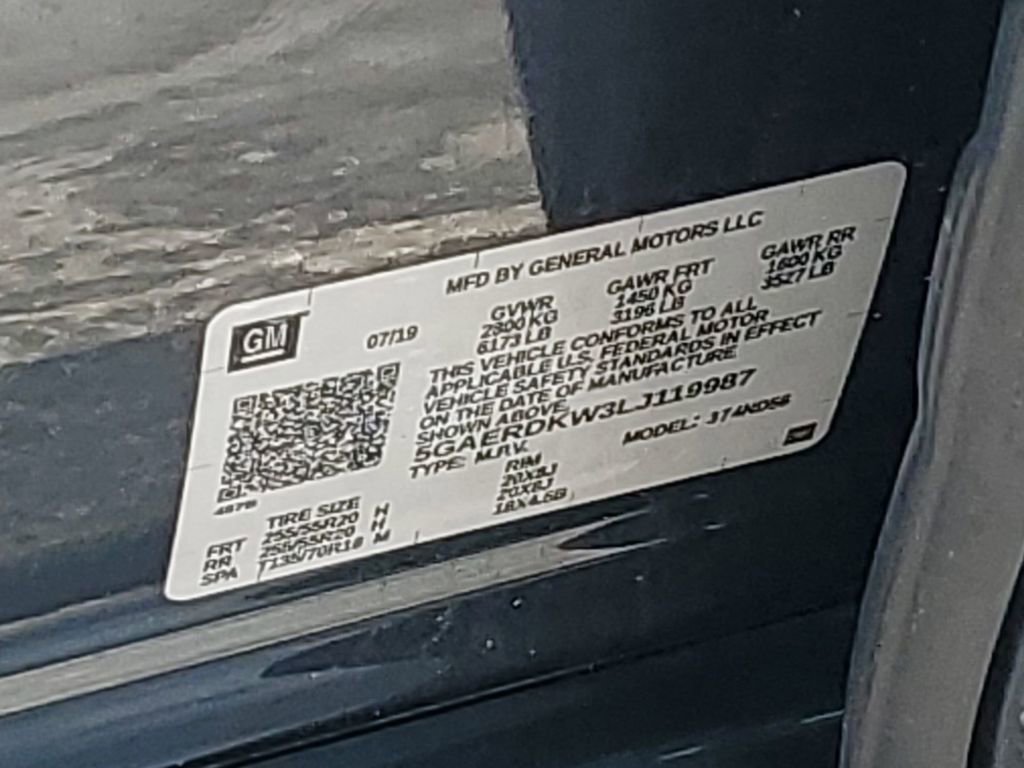 MFD BY GENERAL MOTORS LLC
GM
07/19
GVWR
2800 KG
6173 LB
GAWR FRT
1450 KG
3196 LB
GAWR RR
1600 KG
3527 LB
THIS VEHICLE CONFORMS TO ALL
APPLICABLE U.S. FEDERAL MOTOR
VEHICLE SAFETY STANDARDS IN EFFECT
ON THE DATE OF MANUFACTURE
SHOWN ABOVE.
5GAERDKW3LJ119987
TYPE: M.P.V.
MODEL:
TIRE SIZE
RIM
FRT 255/55R20 H 20X8J
RR 255/55R20 H 20X8J
SPA T135/70R18 M 18X4.5B